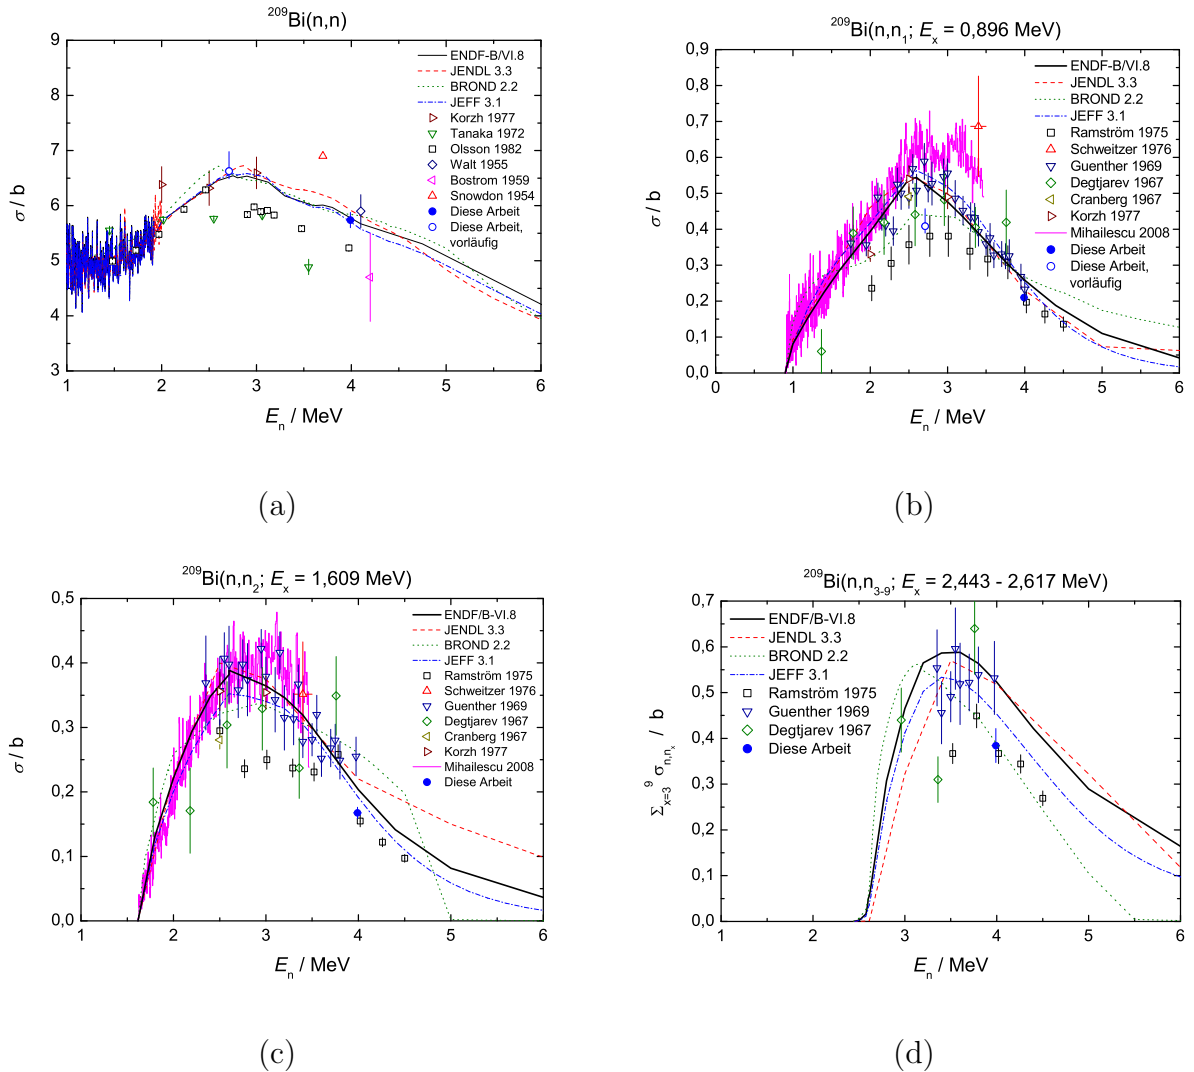 ²⁰⁹Bi(n,n)
9
8
7
6
5
4
3
σ / b
ENDF-B/VI.8
JENDL 3.3
BROND 2.2
JEFF 3.1
Korzh 1977
Tanaka 1972
Olsson 1982
Walt 1955
Bostrom 1959
Snowdon 1954
Diese Arbeit
Diese Arbeit,
vorläufig
1 2 3 4 5 6
Eₙ / MeV
(a)
²⁰⁹Bi(n,n₁; Eₓ = 0,896 MeV)
0,9
0,8
0,7
0,6
0,5
0,4
0,3
0,2
0,1
0,0
σ / b
ENDF-B/VI.8
JENDL 3.3
BROND 2.2
JEFF 3.1
Ramström 1975
Schweitzer 1976
Guenther 1969
Degtjarev 1967
Cranberg 1967
Korzh 1977
Mihailescu 2008
Diese Arbeit
Diese Arbeit,
vorläufig
0 1 2 3 4 5 6
Eₙ / MeV
(b)
²⁰⁹Bi(n,n₂; Eₓ = 1,609 MeV)
0,5
0,4
0,3
0,2
0,1
0,0
σ / b
ENDF/B-VI.8
JENDL 3.3
BROND 2.2
JEFF 3.1
Ramström 1975
Schweitzer 1976
Guenther 1969
Degtjarev 1967
Cranberg 1967
Korzh 1977
Mihailescu 2008
Diese Arbeit
1 2 3 4 5 6
Eₙ / MeV
(c)
²⁰⁹Bi(n,n₃₋₉; Eₓ = 2,443 - 2,617 MeV)
0,7
0,6
0,5
0,4
0,3
0,2
0,1
0,0
Σₓ₌₃⁹ σₙ,ₙₓ / b
ENDF/B-VI.8
JENDL 3.3
BROND 2.2
JEFF 3.1
Ramström 1975
Guenther 1969
Degtjarev 1967
Diese Arbeit
1 2 3 4 5 6
Eₙ / MeV
(d)